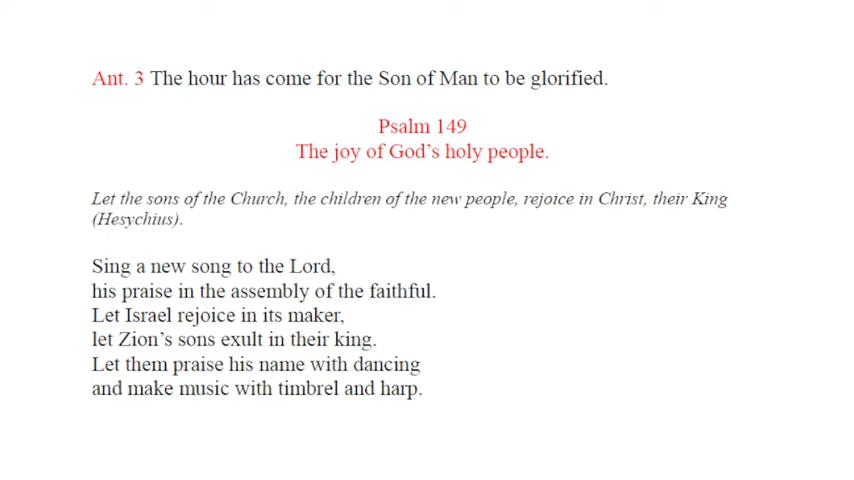 Ant. 3 The hour has come for the Son of Man to be glorified.
Psalm 149
The joy of God’s holy people.
Let the sons of the Church, the children of the new people, rejoice in Christ, their King
(Hesychius).
Sing a new song to the Lord,
his praise in the assembly of the faithful.
Let Israel rejoice in its maker,
let Zion’s sons exult in their king.
Let them praise his name with dancing
and make music with timbrel and harp.